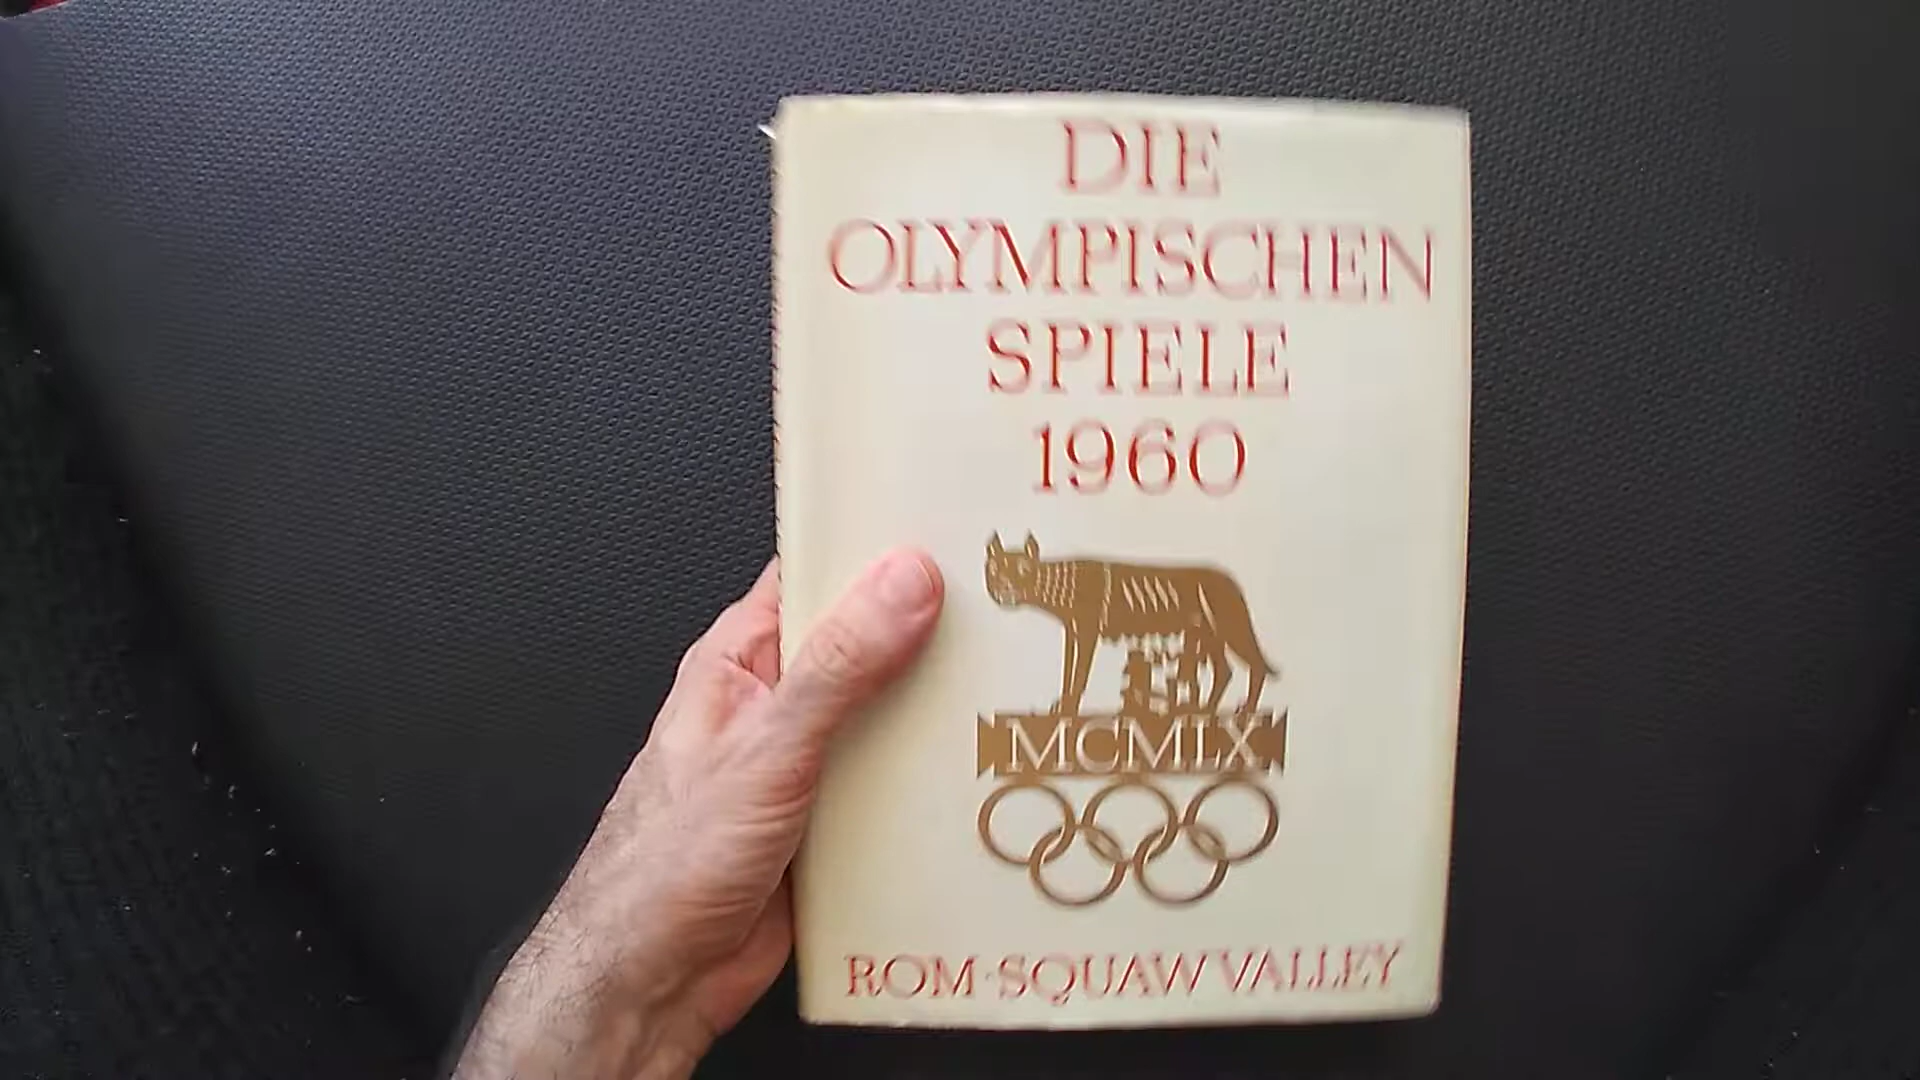 DIE
OLYMPISCHEN
SPIELE
1960
MCMLX
ROM·SQUAW VALLEY